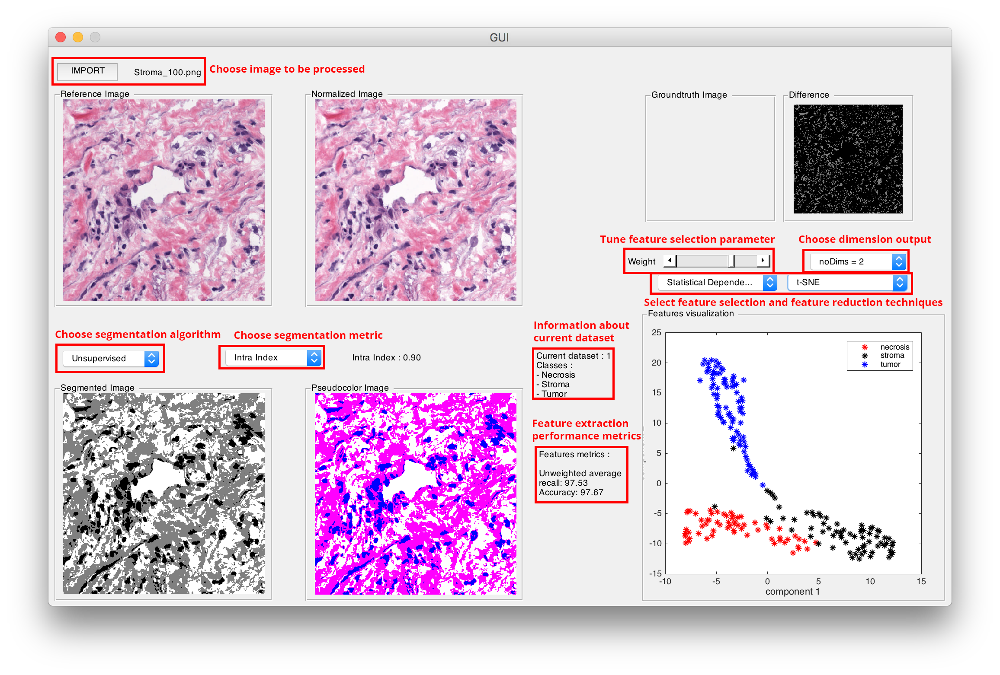 GUI
IMPORT
Stroma_100.png
Choose image to be processed
Reference Image
Normalized Image
Groundtruth Image
Difference
Tune feature selection parameter
Choose dimension output
Weight
noDims = 2
Statistical Depende...
t-SNE
Select feature selection and feature reduction techniques
Choose segmentation algorithm
Choose segmentation metric
Unsupervised
Intra Index
Intra Index : 0.90
Information about
current dataset
Current dataset : 1
Classes :
- Necrosis
- Stroma
- Tumor
Feature extraction
performance metrics
Features metrics :
Unweighted average
recall: 97.53
Accuracy: 97.67
Segmented Image
Pseudocolor Image
Features visualization
25
20
15
10
5
0
-5
-10
-15
-10
-5
0
5
10
15
component 1
necrosis
stroma
tumor